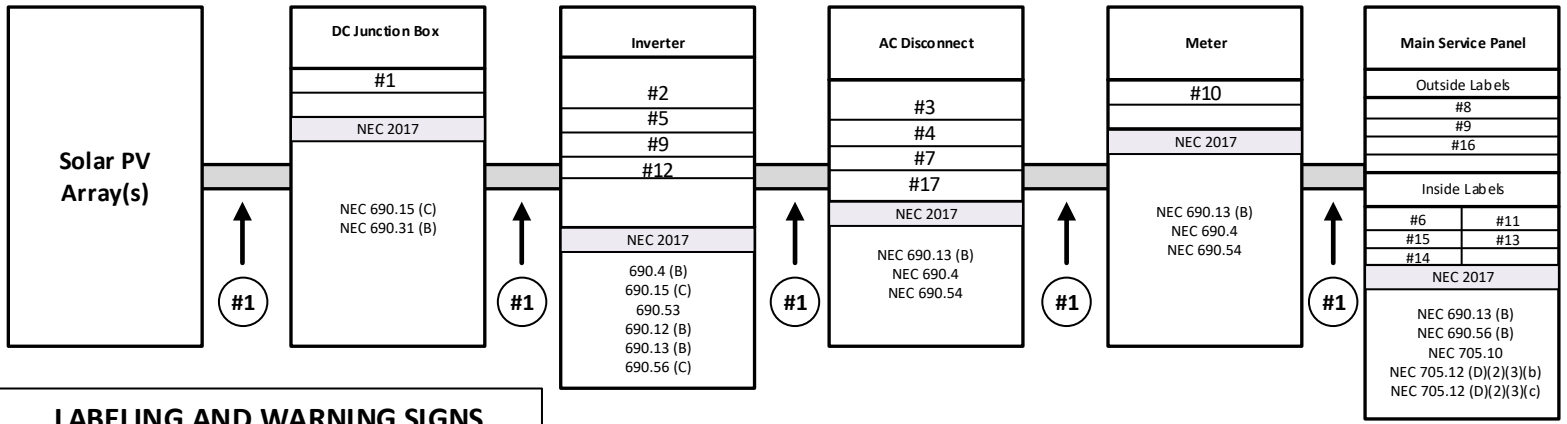 Solar PV
Array(s)
#1
DC Junction Box
#1
NEC 2017
NEC 690.15 (C)
NEC 690.31 (B)
#1
Inverter
#2
#5
#9
#12
NEC 2017
690.4 (B)
690.15 (C)
690.53
690.12 (B)
690.13 (B)
690.56 (C)
#1
AC Disconnect
#3
#4
#7
#17
NEC 2017
NEC 690.13 (B)
NEC 690.4
NEC 690.54
#1
Meter
#10
NEC 2017
NEC 690.13 (B)
NEC 690.4
NEC 690.54
#1
Main Service Panel
Outside Labels
#8
#9
#16
Inside Labels
#6 #11
#15 #13
#14
NEC 2017
NEC 690.13 (B)
NEC 690.56 (B)
NEC 705.10
NEC 705.12 (D)(2)(3)(b)
NEC 705.12 (D)(2)(3)(c)
LABELING AND WARNING SIGNS